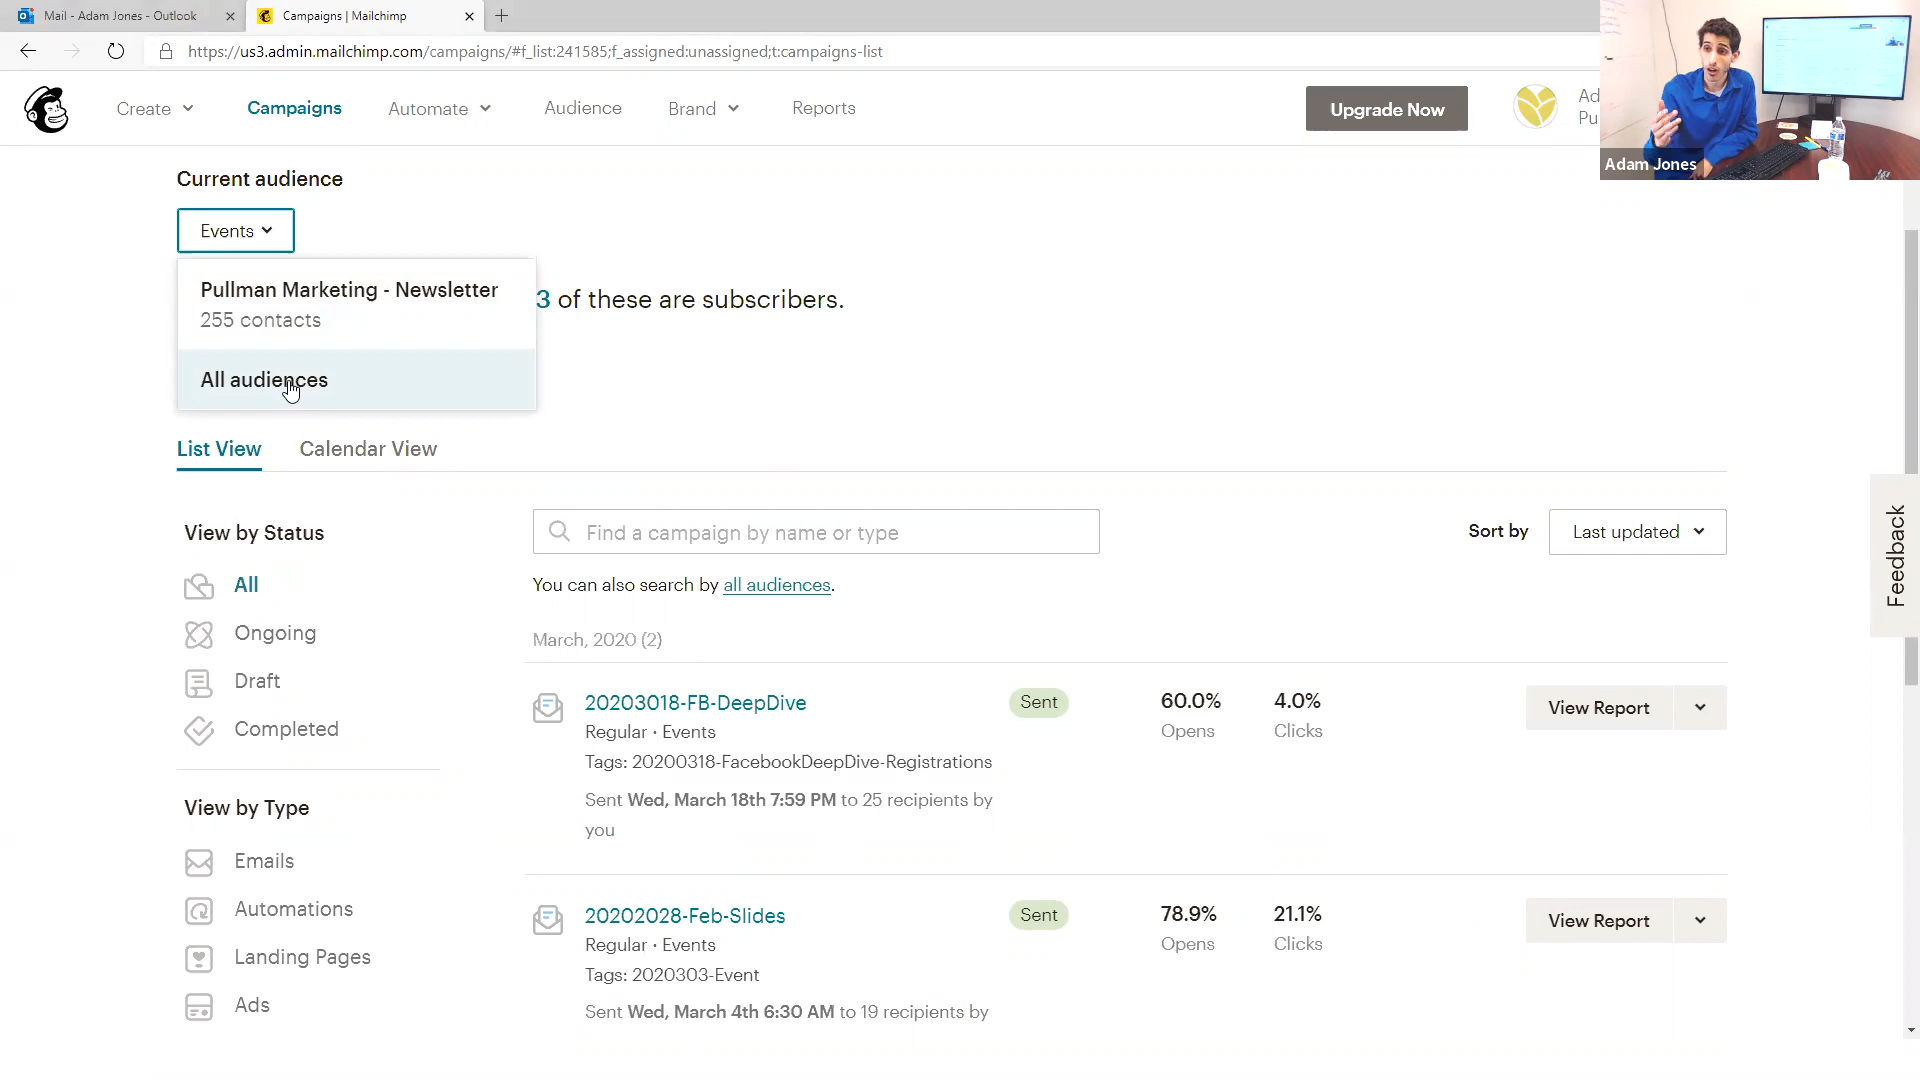 Mail - Adam Jones - Outlook
Campaigns | Mailchimp
https://us3.admin.mailchimp.com/campaigns/#f_list:241585;f_assigned:unassigned;t:campaigns-list
Create
Campaigns
Automate
Audience
Brand
Reports
Upgrade Now
Ad
Pu
Adam Jones
Current audience
Events
Pullman Marketing - Newsletter
255 contacts
3 of these are subscribers.
All audiences
List View
Calendar View
View by Status
All
Ongoing
Draft
Completed
View by Type
Emails
Automations
Landing Pages
Ads
Find a campaign by name or type
Sort by
Last updated
You can also search by all audiences.
March, 2020 (2)
20203018-FB-DeepDive
Sent
60.0%
4.0%
View Report
Regular · Events
Opens
Clicks
Tags: 20200318-FacebookDeepDive-Registrations
Sent Wed, March 18th 7:59 PM to 25 recipients by
you
20202028-Feb-Slides
Sent
78.9%
21.1%
View Report
Regular · Events
Opens
Clicks
Tags: 2020303-Event
Sent Wed, March 4th 6:30 AM to 19 recipients by
Feedback